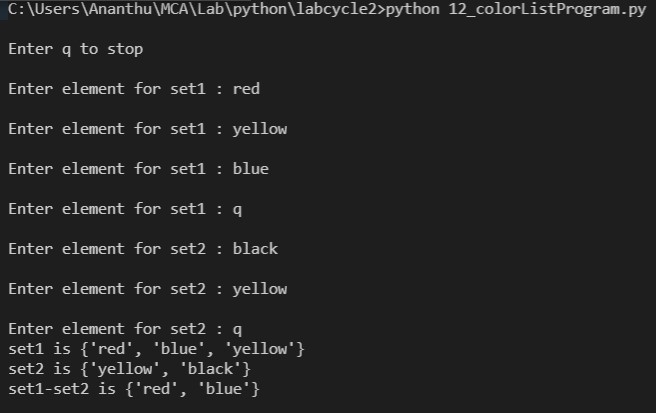 C:\Users\Ananthu\MCA\Lab\python\labcycle2>python 12_colorListProgram.py
Enter q to stop
Enter element for set1 : red
Enter element for set1 : yellow
Enter element for set1 : blue
Enter element for set1 : q
Enter element for set2 : black
Enter element for set2 : yellow
Enter element for set2 : q
set1 is {'red', 'blue', 'yellow'}
set2 is {'yellow', 'black'}
set1-set2 is {'red', 'blue'}